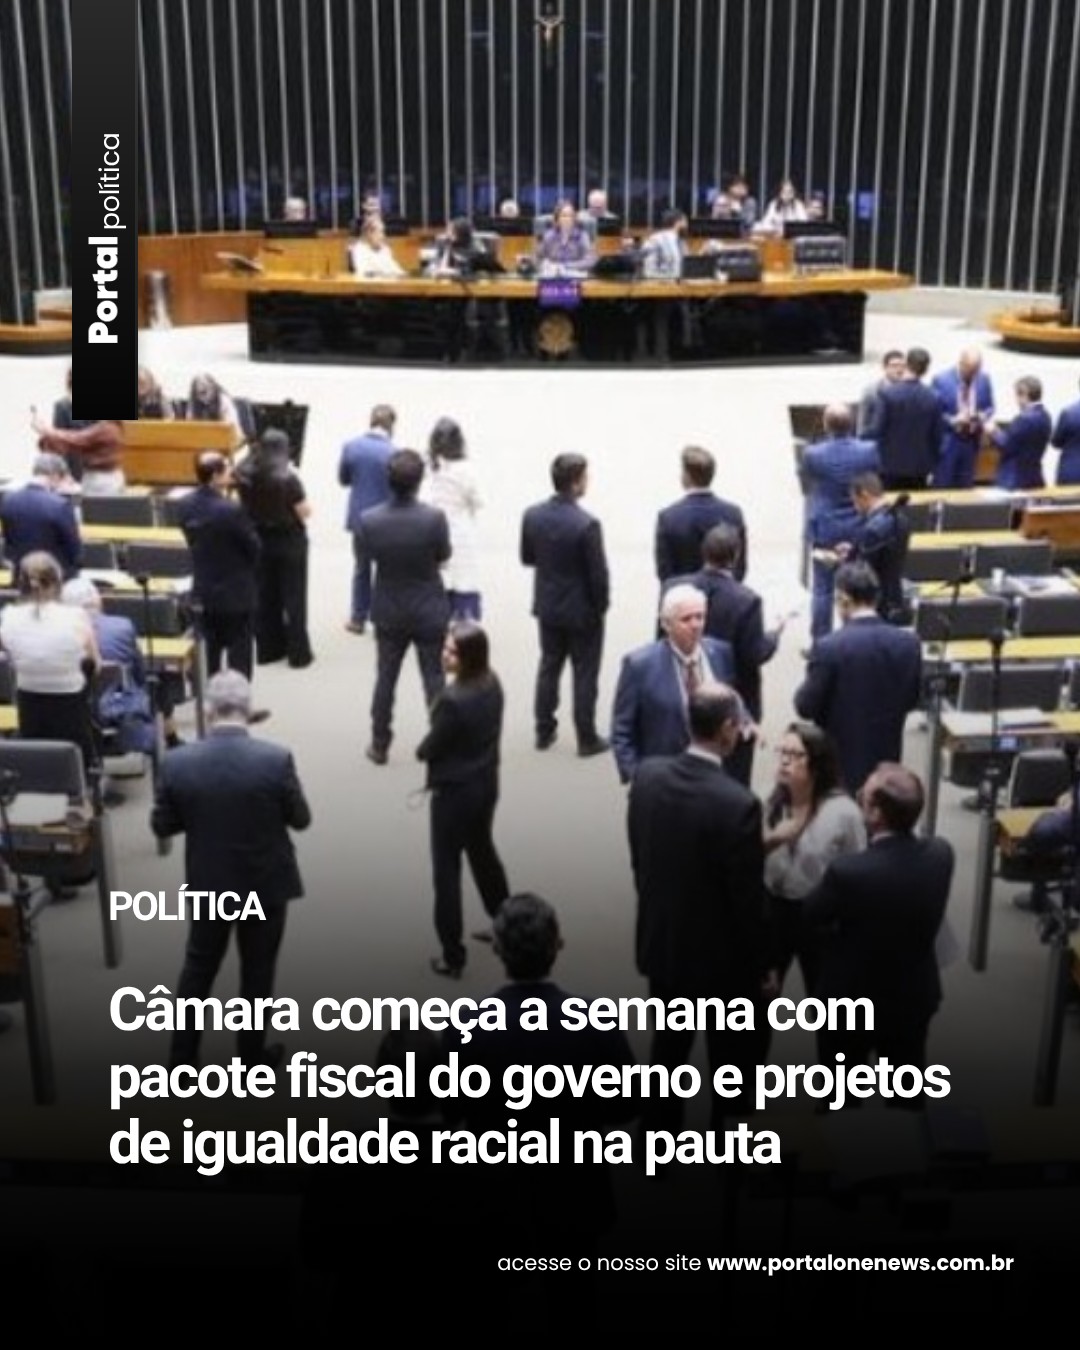 Portal política
POLÍTICA
Câmara começa a semana com
pacote fiscal do governo e projetos
de igualdade racial na pauta
acesse o nosso site www.portalonenews.com.br